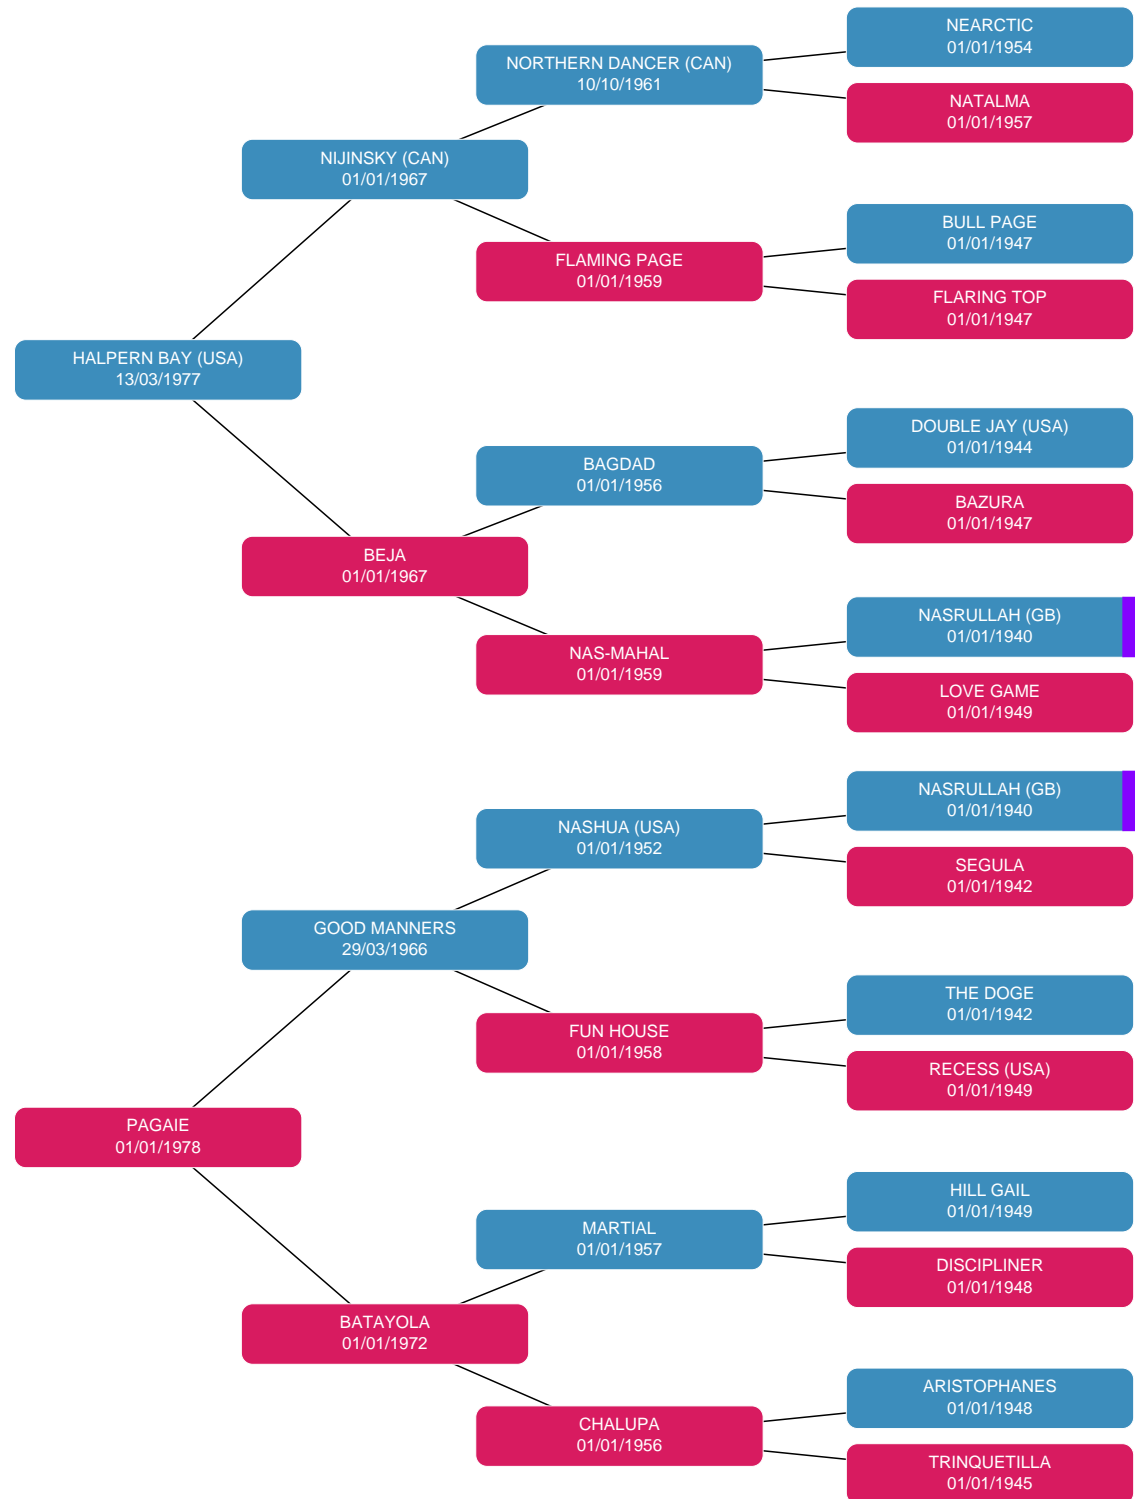 NEARCTIC
01/01/1954
NORTHERN DANCER (CAN)
10/10/1961
NATALMA
01/01/1957
NIJINSKY (CAN)
01/01/1967
BULL PAGE
01/01/1947
FLAMING PAGE
01/01/1959
FLARING TOP
01/01/1947
HALPERN BAY (USA)
13/03/1977
DOUBLE JAY (USA)
01/01/1944
BAGDAD
01/01/1956
BAZURA
01/01/1947
BEJA
01/01/1967
NASRULLAH (GB)
01/01/1940
NAS-MAHAL
01/01/1959
LOVE GAME
01/01/1949
NASRULLAH (GB)
01/01/1940
NASHUA (USA)
01/01/1952
SEGULA
01/01/1942
GOOD MANNERS
29/03/1966
THE DOGE
01/01/1942
FUN HOUSE
01/01/1958
RECESS (USA)
01/01/1949
PAGAIE
01/01/1978
HILL GAIL
01/01/1949
MARTIAL
01/01/1957
DISCIPLINER
01/01/1948
BATAYOLA
01/01/1972
ARISTOPHANES
01/01/1948
CHALUPA
01/01/1956
TRINQUETILLA
01/01/1945